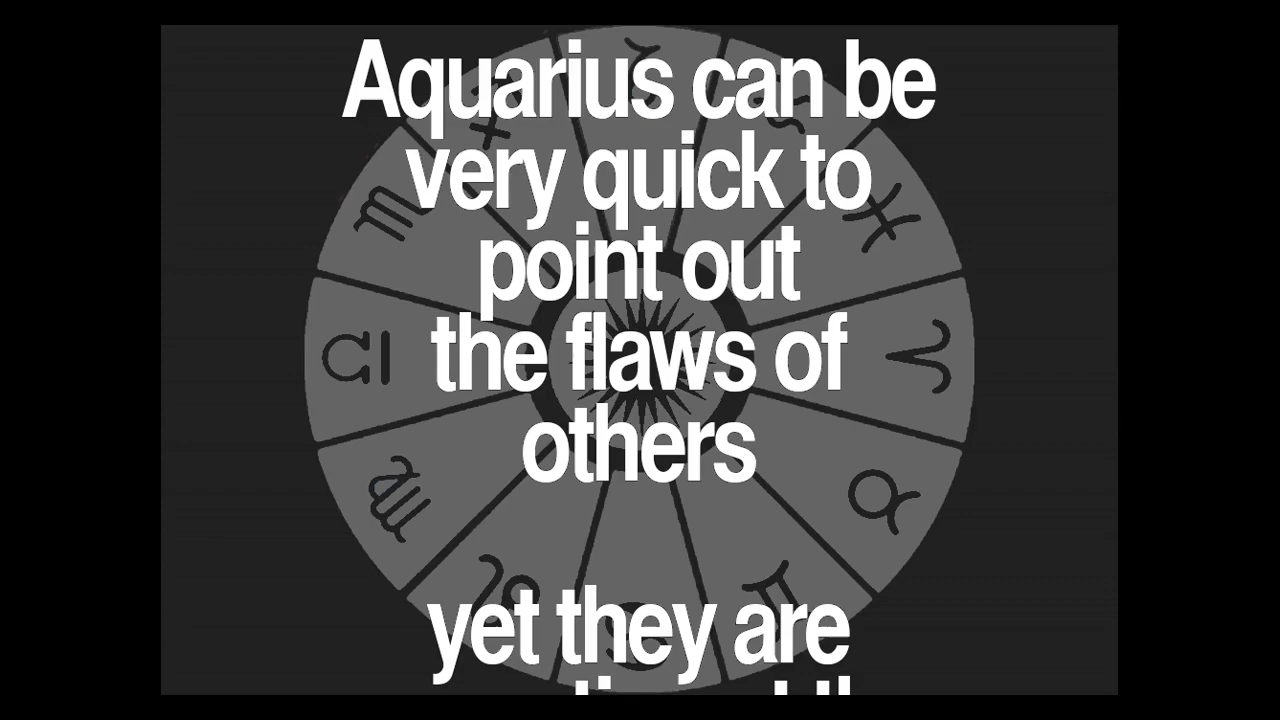 Aquarius can be
very quick to
point out
the flaws of
others
yet they are